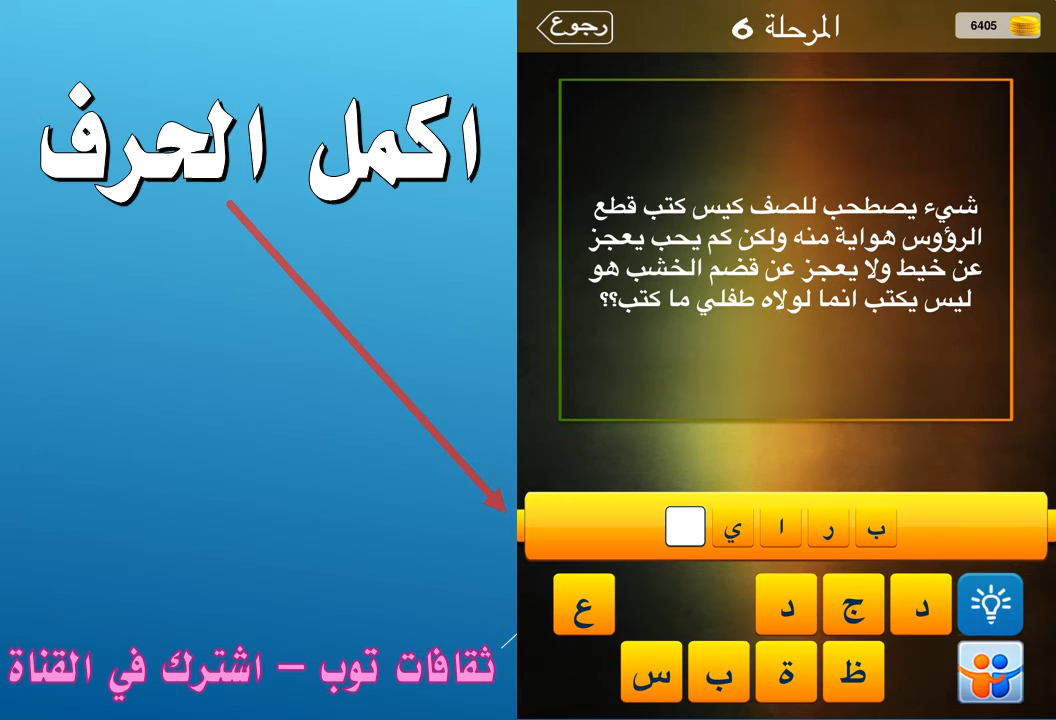 اكمل الحرف
ثقافات توب – اشترك في القناة
رجوع
المرحلة 6
6405
شيء يصطحب للصف كيس كتب قطع
الرؤوس هواية منه ولكن كم يحب يعجز
عن خيط ولا يعجز عن قضم الخشب هو
ليس يكتب انما لولاه طفلي ما كتب؟؟
ب ر ا ي
د ج د ع
ظ ة ب س